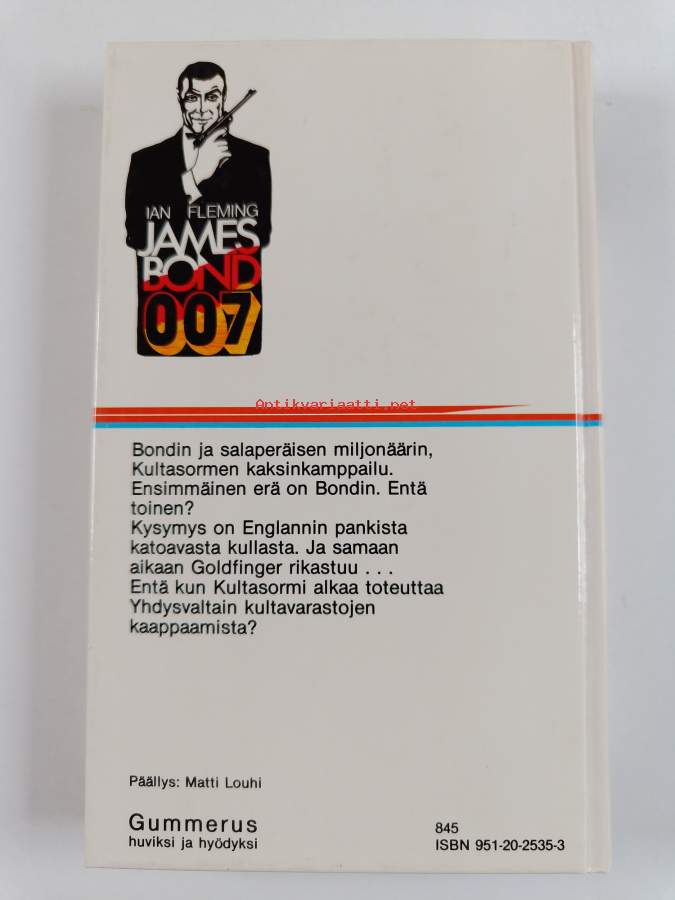 IAN FLEMING
JAMES
BOND
007
Antikvariaatti.net
Bondin ja salaperäisen miljonäärin,
Kultasormen kaksinkamppailu.
Ensimmäinen erä on Bondin. Entä
toinen?
Kysymys on Englannin pankista
katoavasta kullasta. Ja samaan
aikaan Goldfinger rikastuu . . .
Entä kun Kultasormi alkaa toteuttaa
Yhdysvaltain kultavarastojen
kaappaamista?
Päällys: Matti Louhi
Gummerus
huviksi ja hyödyksi
845
ISBN 951-20-2535-3